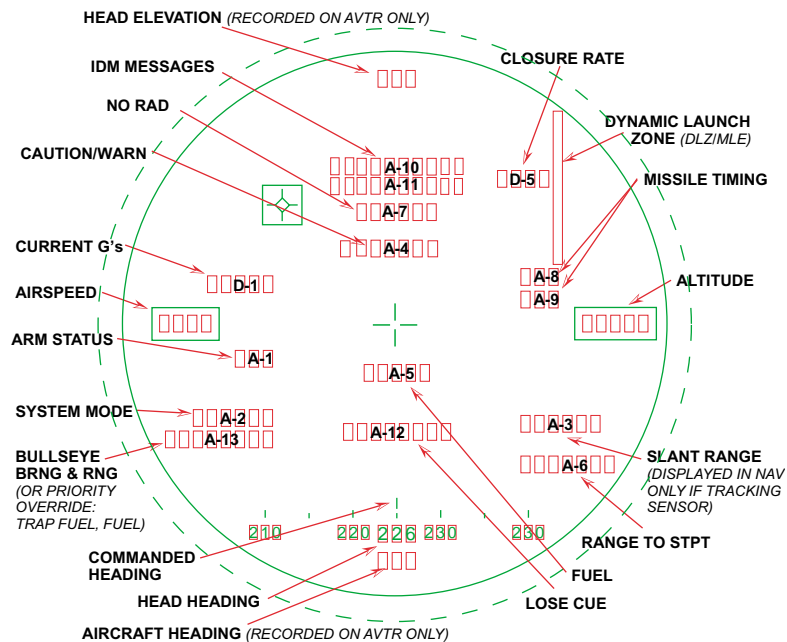 HEAD ELEVATION (RECORDED ON AVTR ONLY)
IDM MESSAGES
CLOSURE RATE
NO RAD
DYNAMIC LAUNCH
ZONE (DLZ/MLE)
CAUTION/WARN
A-10
A-11
D-5
MISSILE TIMING
A-7
A-4
CURRENT G's
D-1
A-8
A-9
AIRSPEED
ALTITUDE
ARM STATUS
A-1
A-5
SYSTEM MODE
A-2
A-13
A-12
A-3
BULLSEYE
BRNG & RNG
(OR PRIORITY
OVERRIDE:
TRAP FUEL, FUEL)
A-6
SLANT RANGE
(DISPLAYED IN NAV
ONLY IF TRACKING
SENSOR)
210 220 226 230 230
RANGE TO STPT
COMMANDED
HEADING
FUEL
HEAD HEADING
LOSE CUE
AIRCRAFT HEADING (RECORDED ON AVTR ONLY)